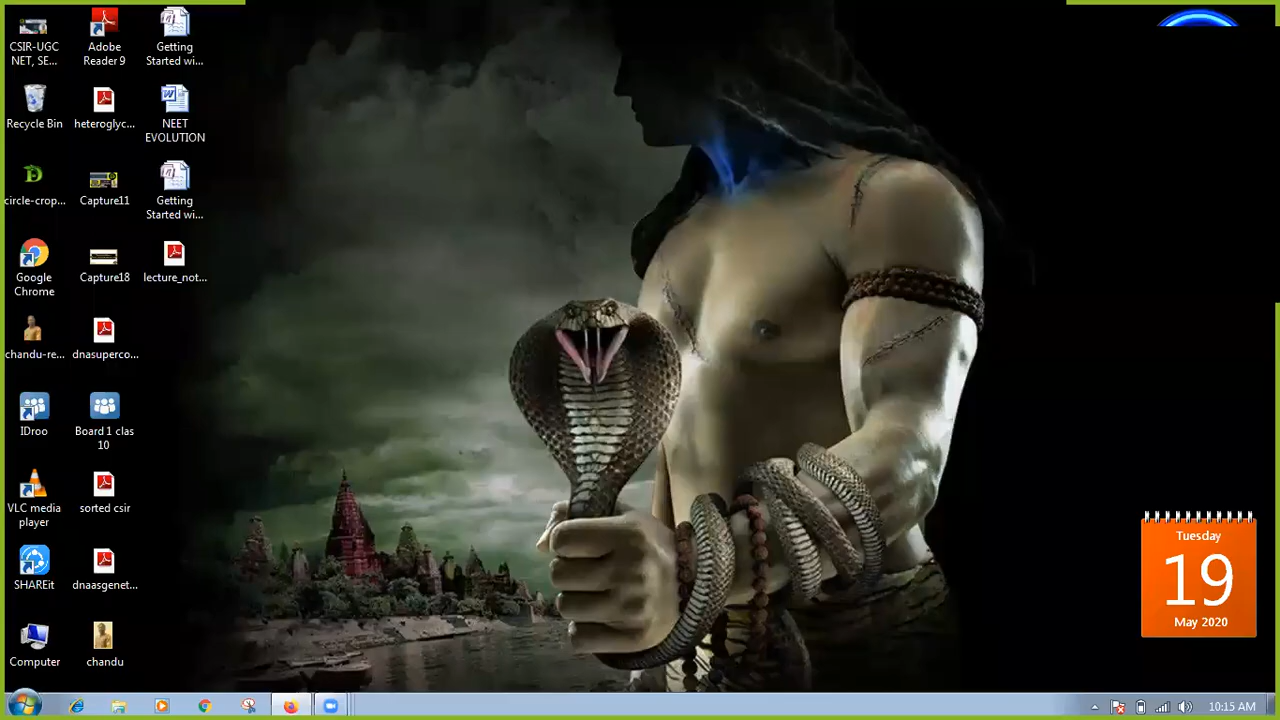 CSIR-UGC
NET, SE...
Adobe
Reader 9
Getting
Started wi...
Recycle Bin
heteroglyc...
NEET
EVOLUTION
circle-crop...
Capture11
Getting
Started wi...
Google
Chrome
Capture18
lecture_not...
chandu-re...
dnasuperco...
IDroo
Board 1 clas
10
VLC media
player
sorted csir
SHAREit
dnaasgenet...
Computer
chandu
Tuesday
19
May 2020
10:15 AM